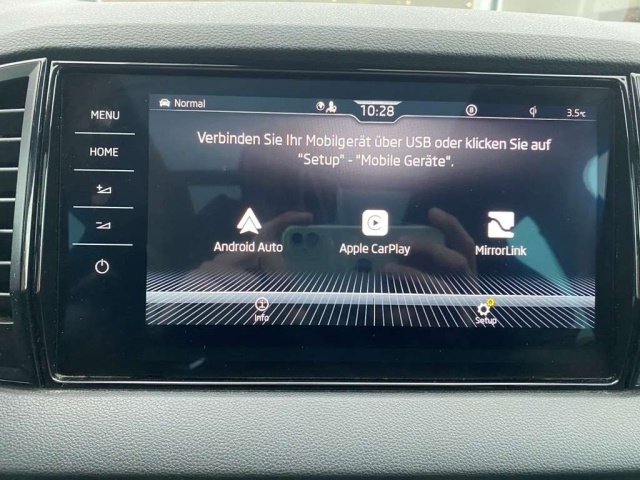 MENU
HOME
Normal
10:28
3.5°C
Verbinden Sie Ihr Mobilgerät über USB oder klicken Sie auf
"Setup" - "Mobile Geräte".
Android Auto
Apple CarPlay
MirrorLink
Info
Setup